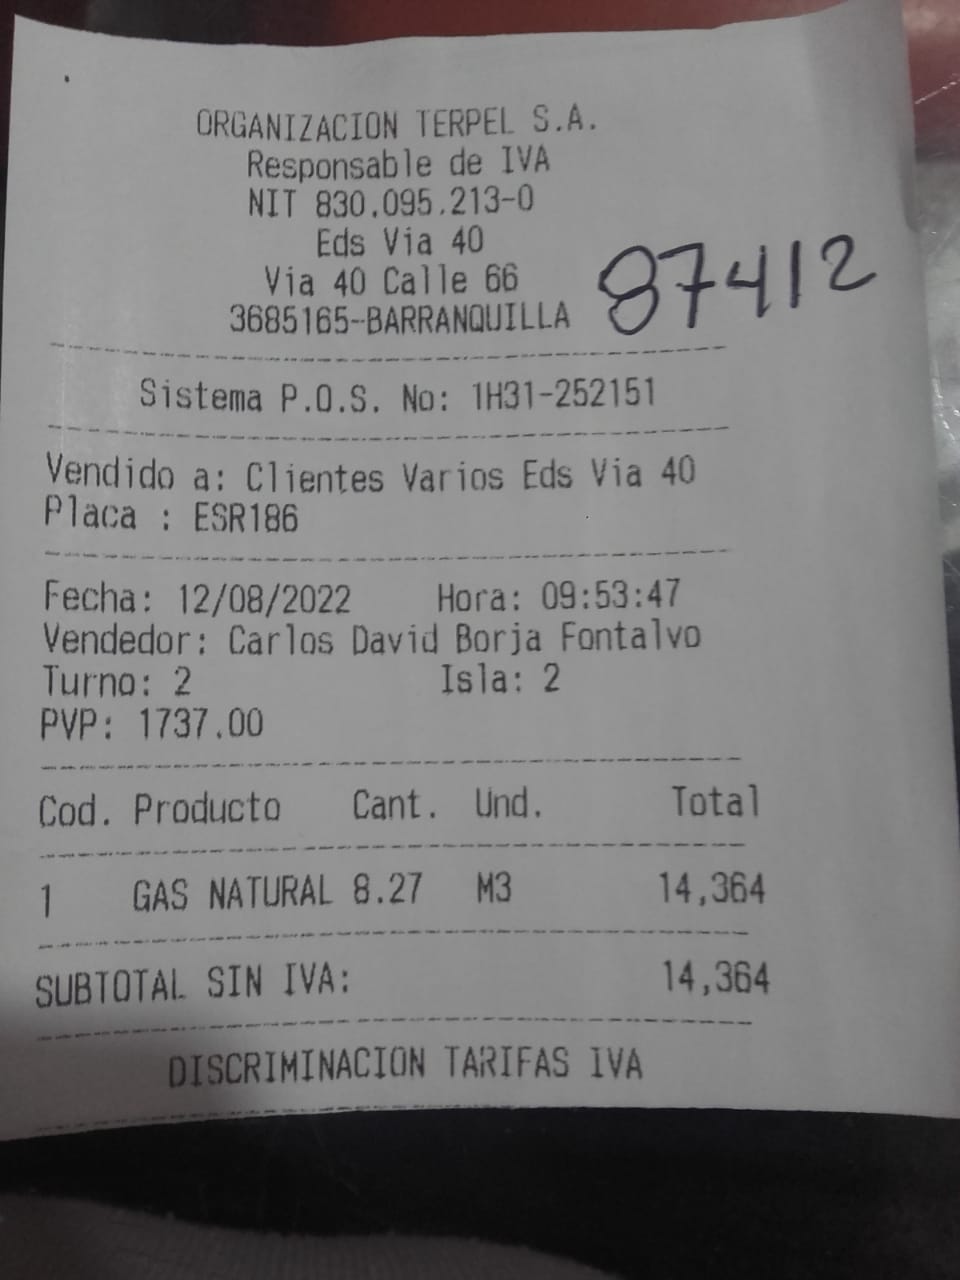 ORGANIZACION TERPEL S.A.
Responsable de IVA
NIT 830.095.213-0
Eds Via 40
Via 40 Calle 66
3685165-BARRANQUILLA
87412
Sistema P.O.S. No: 1H31-252151
Vendido a: Clientes Varios Eds Via 40
Placa : ESR186
Fecha: 12/08/2022 Hora: 09:53:47
Vendedor: Carlos David Borja Fontalvo
Turno: 2 Isla: 2
PVP: 1737.00
Cod. Producto Cant. Und. Total
1 GAS NATURAL 8.27 M3 14,364
SUBTOTAL SIN IVA: 14,364
DISCRIMINACION TARIFAS IVA